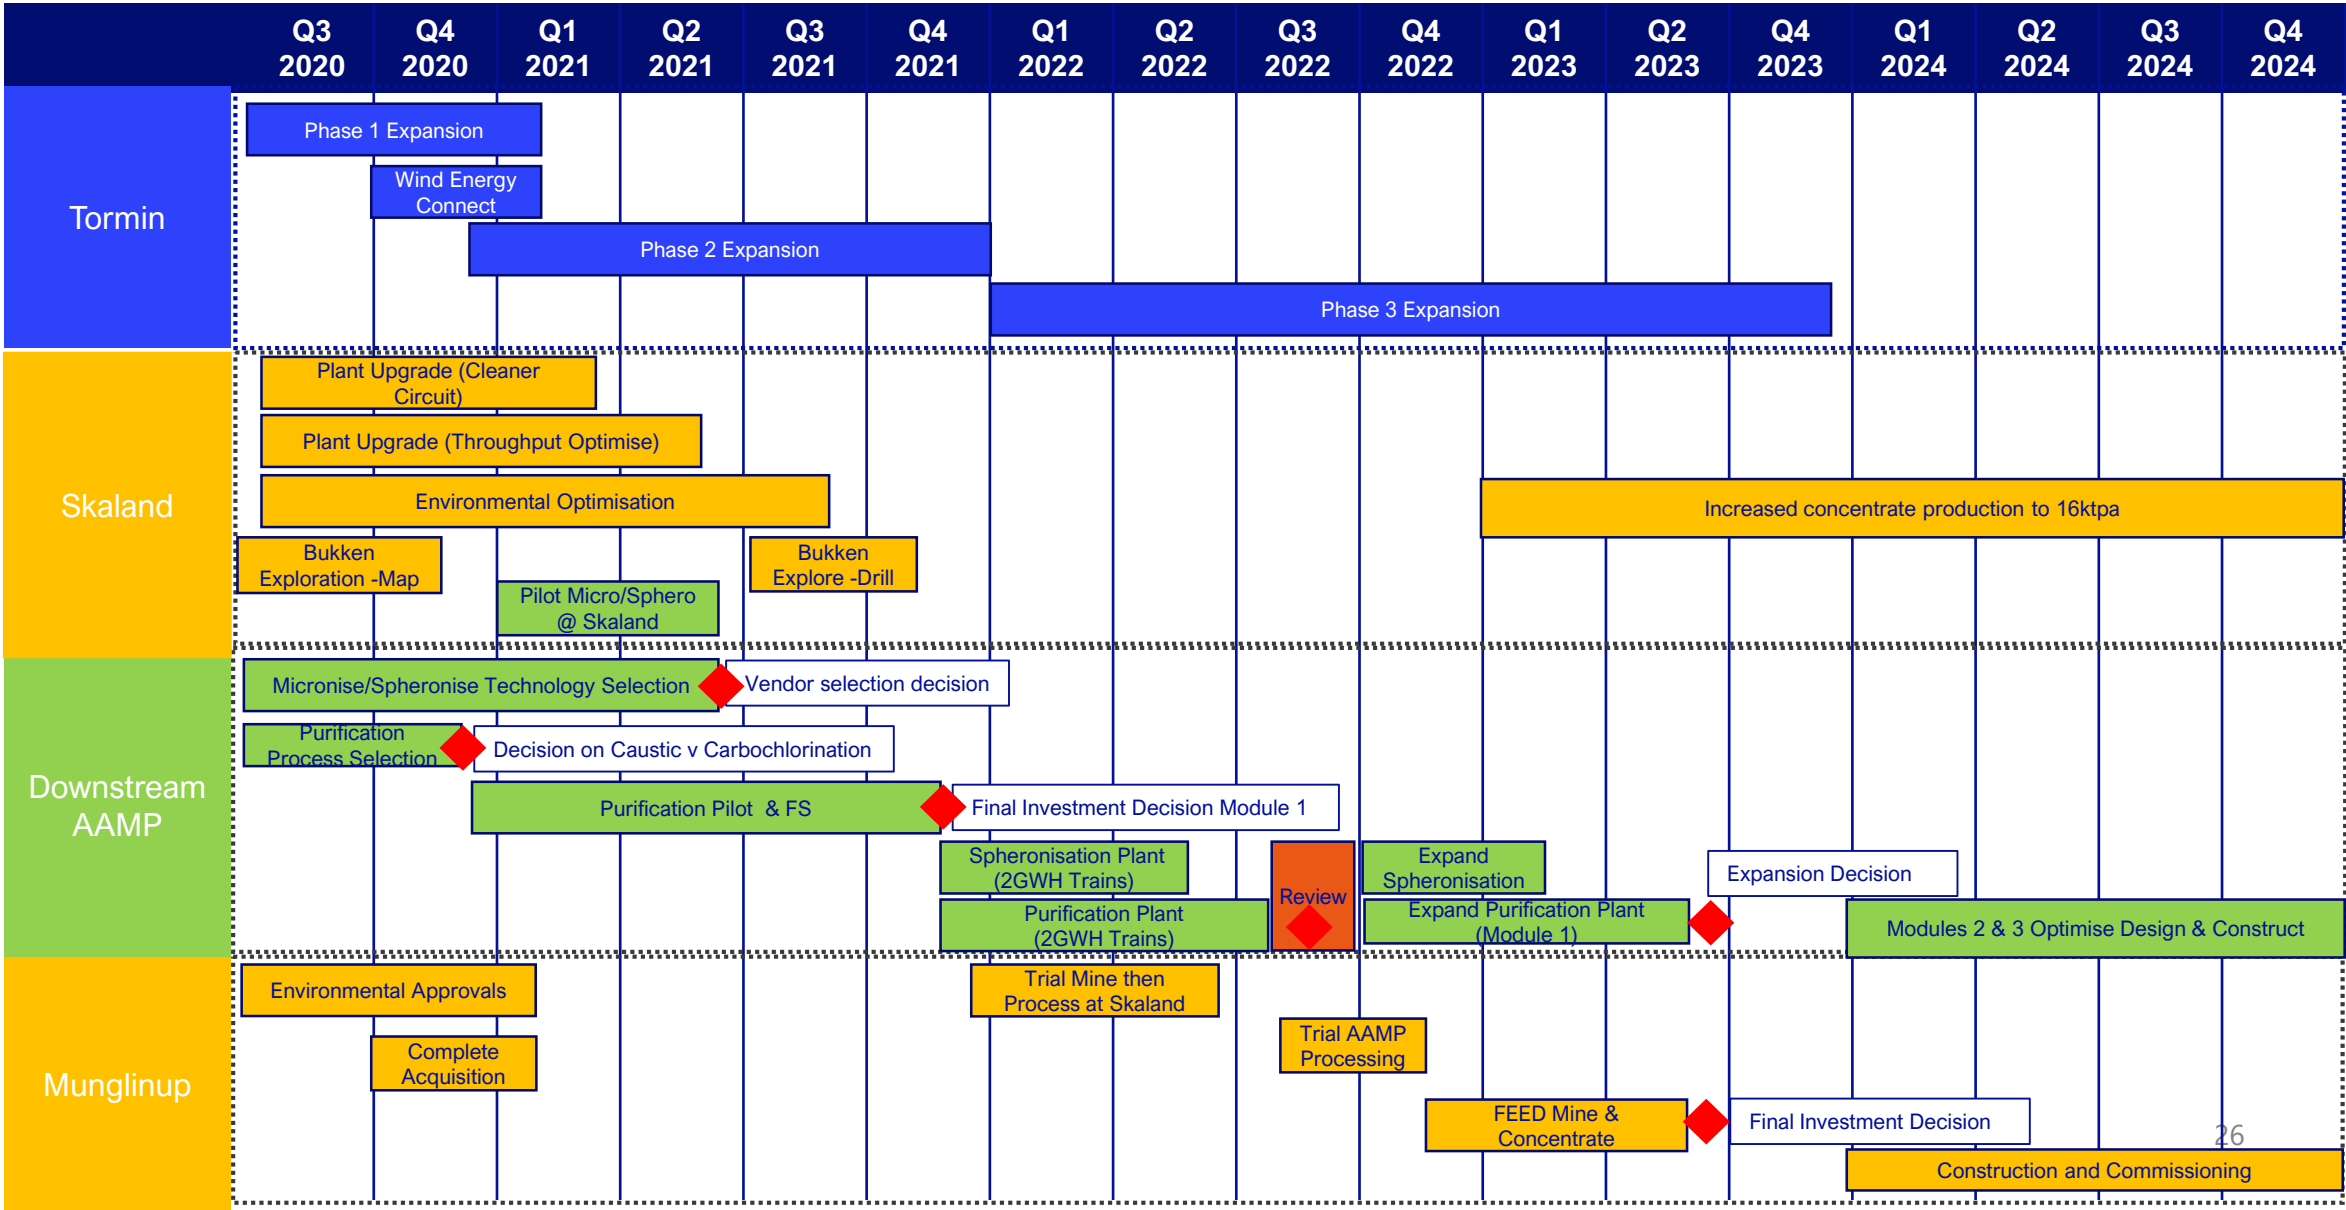 Q3
2020
Q4
2020
Q1
2021
Q2
2021
Q3
2021
Q4
2021
Q1
2022
Q2
2022
Q3
2022
Q4
2022
Q1
2023
Q2
2023
Q4
2023
Q1
2024
Q2
2024
Q3
2024
Q4
2024
Tormin
Phase 1 Expansion
Wind Energy
Connect
Phase 2 Expansion
Phase 3 Expansion
Skaland
Plant Upgrade (Cleaner
Circuit)
Plant Upgrade (Throughput Optimise)
Environmental Optimisation
Increased concentrate production to 16ktpa
Bukken
Exploration -Map
Bukken
Explore -Drill
Pilot Micro/Sphero
@ Skaland
Downstream
AAMP
Micronise/Spheronise Technology Selection
Vendor selection decision
Purification
Process Selection
Decision on Caustic v Carbochlorination
Purification Pilot & FS
Final Investment Decision Module 1
Spheronisation Plant
(2GWH Trains)
Review
Expand
Spheronisation
Expansion Decision
Purification Plant
(2GWH Trains)
Expand Purification Plant
(Module 1)
Modules 2 & 3 Optimise Design & Construct
Munglinup
Environmental Approvals
Trial Mine then
Process at Skaland
Complete
Acquisition
Trial AAMP
Processing
FEED Mine &
Concentrate
Final Investment Decision
26
Construction and Commissioning